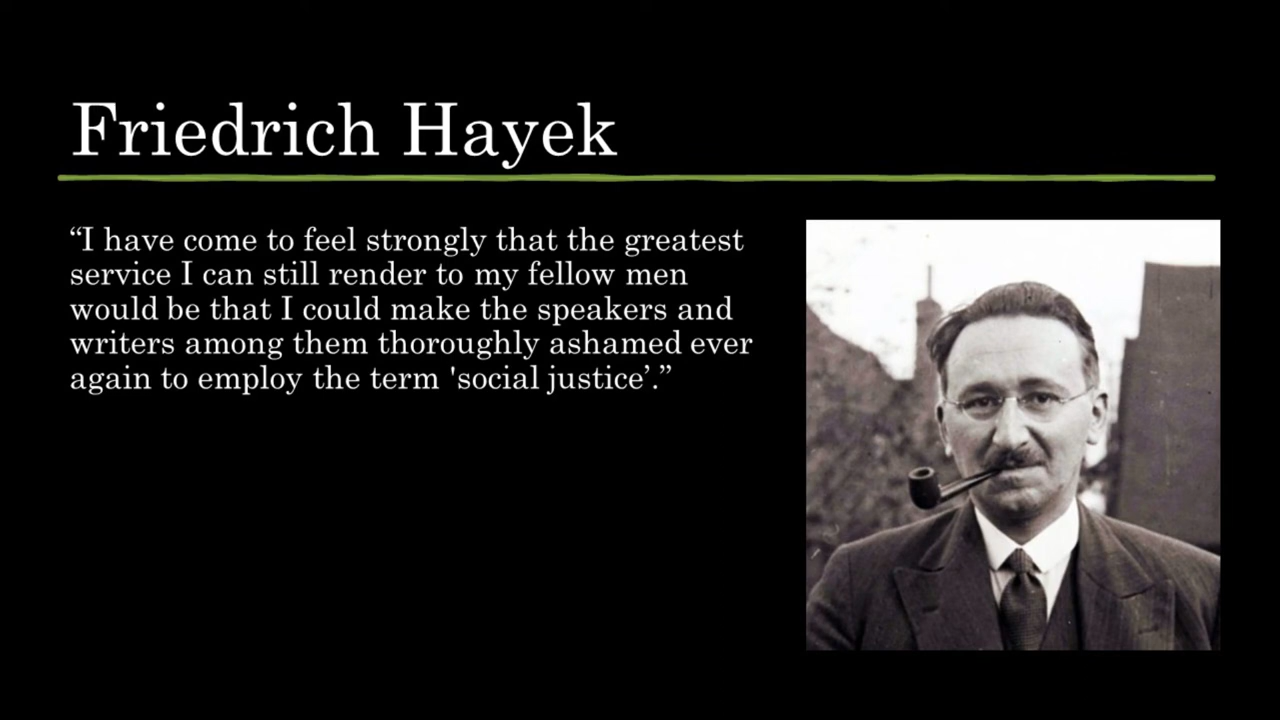 Friedrich Hayek
“I have come to feel strongly that the greatest
service I can still render to my fellow men
would be that I could make the speakers and
writers among them thoroughly ashamed ever
again to employ the term 'social justice’.”